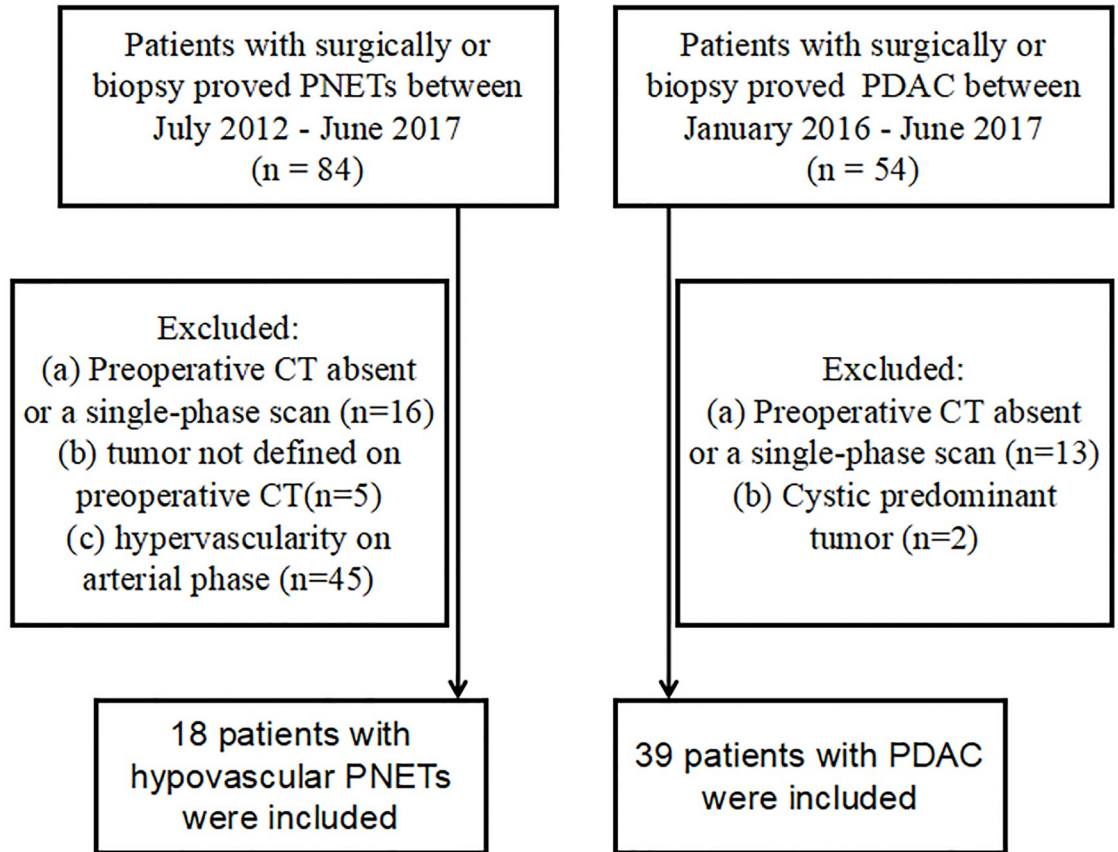 Patients with surgically or
biopsy proved PNETs between
July 2012 - June 2017
(n = 84)
Patients with surgically or
biopsy proved PDAC between
January 2016 - June 2017
(n = 54)
Excluded:
(a) Preoperative CT absent
or a single-phase scan (n=16)
(b) tumor not defined on
preoperative CT(n=5)
(c) hypervascularity on
arterial phase (n=45)
Excluded:
(a) Preoperative CT absent
or a single-phase scan (n=13)
(b) Cystic predominant
tumor (n=2)
18 patients with
hypovascular PNETs
were included
39 patients with PDAC
were included